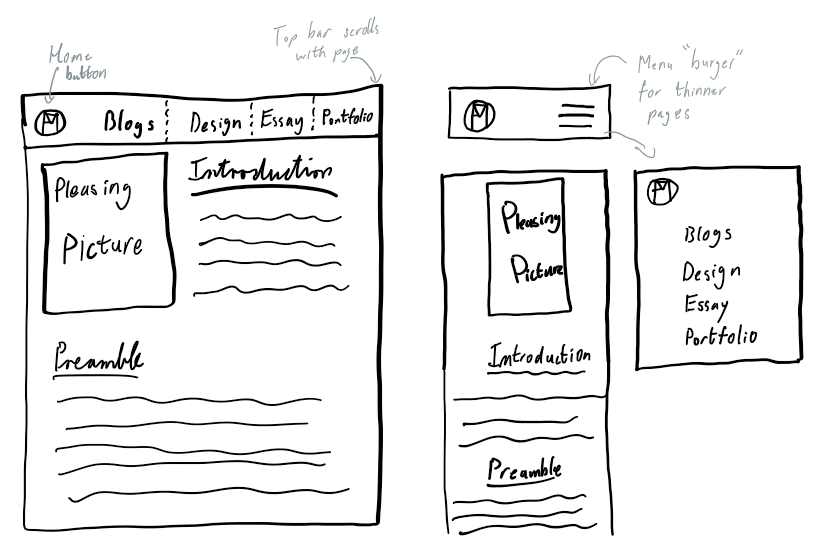 Home
button
Top bar scrolls
with page
M Blogs Design Essay Portfolio
Pleasing
Picture
Introduction
Preamble
Menu "burger"
for thinner
pages
M
Pleasing
Picture
Introduction
Preamble
M
Blogs
Design
Essay
Portfolio